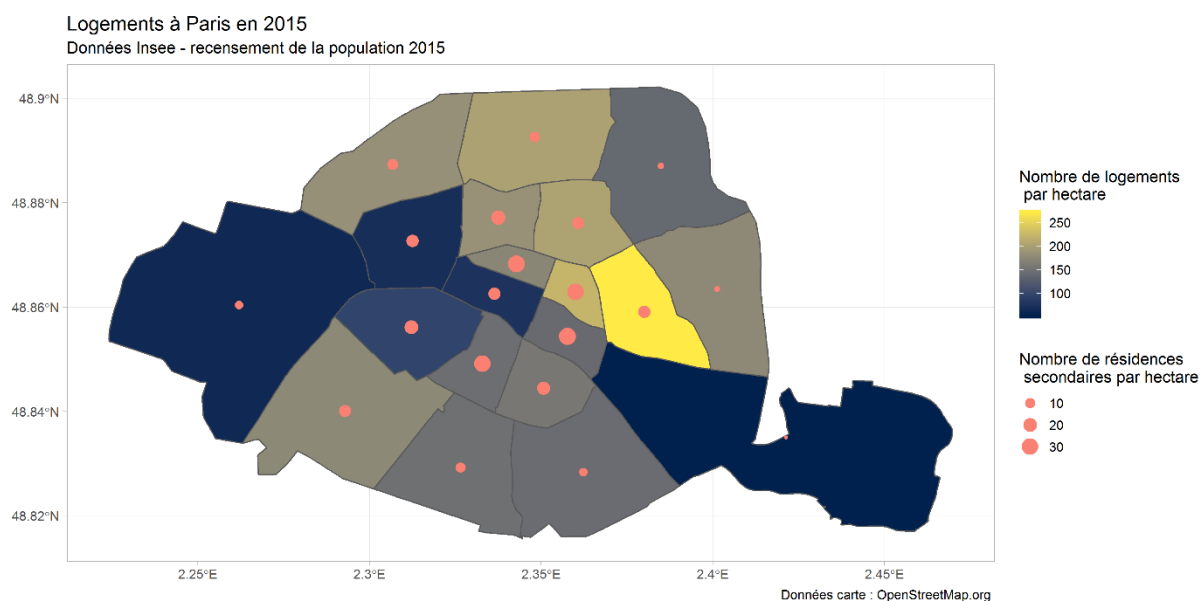 Logements à Paris en 2015
Données Insee - recensement de la population 2015
48.9°N
48.88°N
48.86°N
48.84°N
48.82°N
2.25°E
2.3°E
2.35°E
2.4°E
2.45°E
Nombre de logements
par hectare
250
200
150
100
Nombre de résidences
secondaires par hectare
10
20
30
Données carte : OpenStreetMap.org